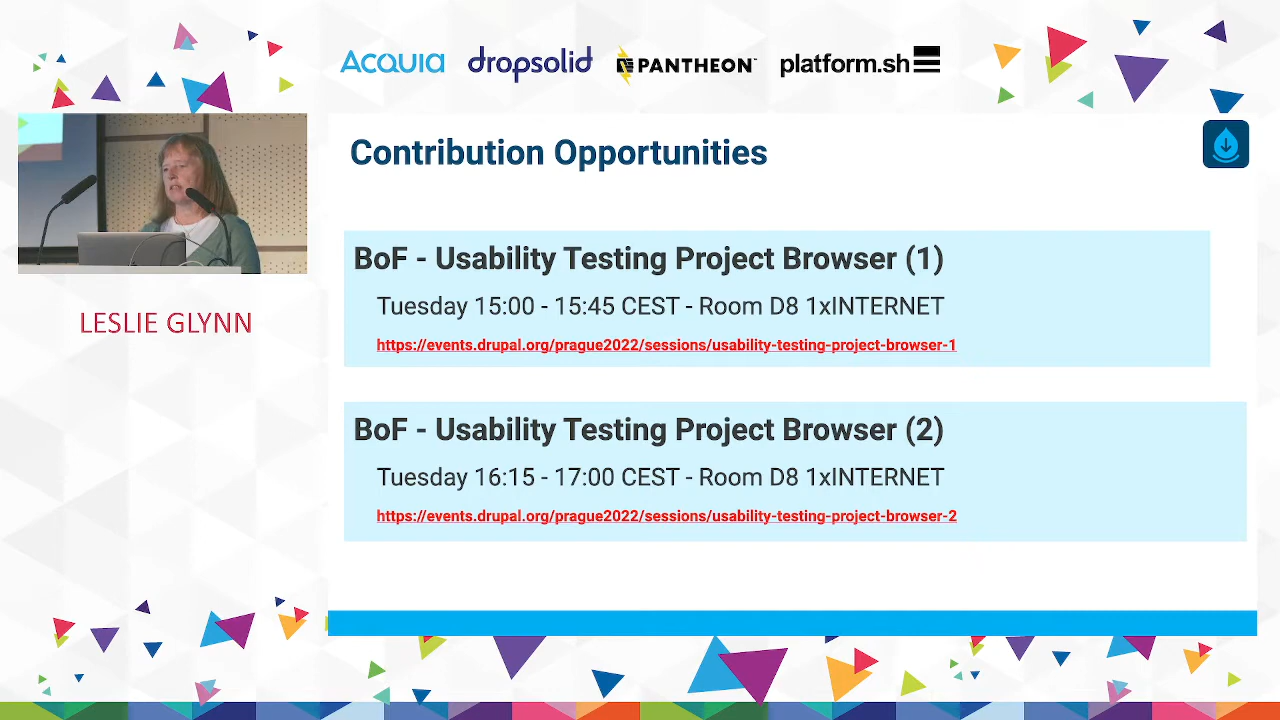 ACQUIA dropsolid PANTHEON platform.sh
Contribution Opportunities
BoF - Usability Testing Project Browser (1)
Tuesday 15:00 - 15:45 CEST - Room D8 1xINTERNET
https://events.drupal.org/prague2022/sessions/usability-testing-project-browser-1
LESLIE GLYNN
BoF - Usability Testing Project Browser (2)
Tuesday 16:15 - 17:00 CEST - Room D8 1xINTERNET
https://events.drupal.org/prague2022/sessions/usability-testing-project-browser-2